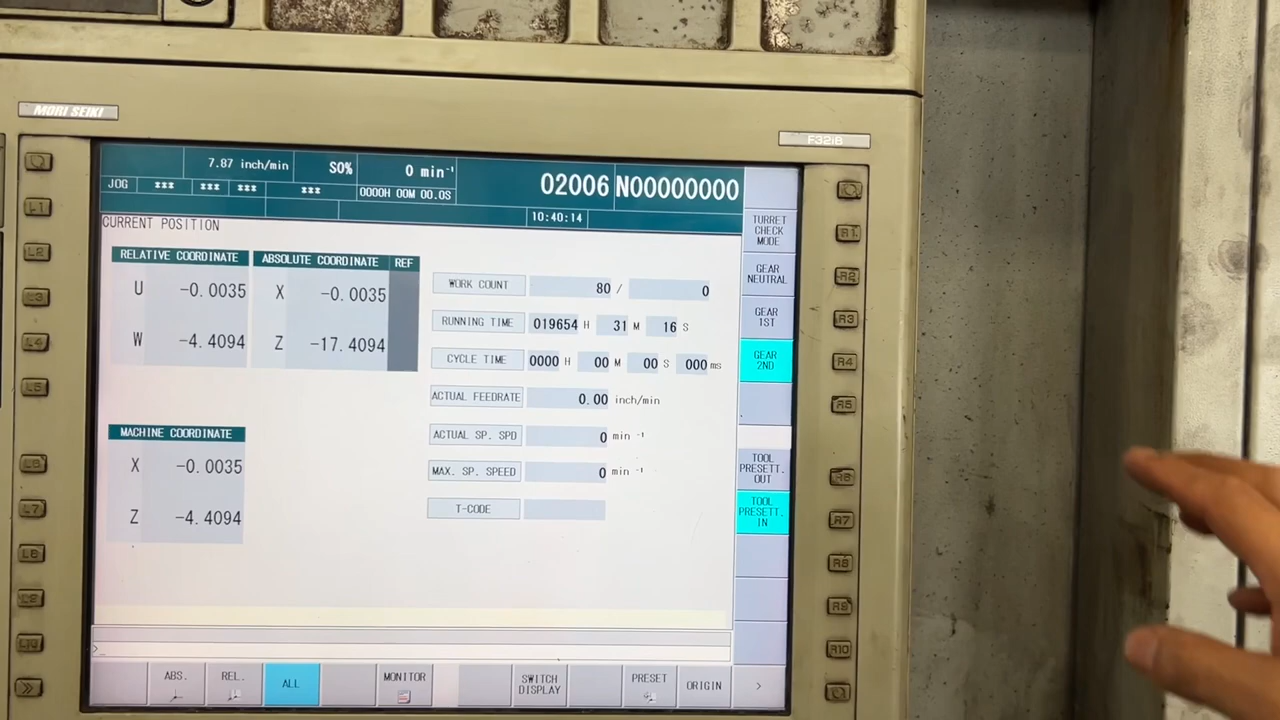 MORI SEIKI
F32iB
7.87 inch/min
S0%
0 min⁻¹
JOG *** *** *** ***
0000H 00M 00.0S
O2006 N00000000
10:40:14
CURRENT POSITION
RELATIVE COORDINATE
U -0.0035
W -4.4094
ABSOLUTE COORDINATE REF
X -0.0035
Z -17.4094
MACHINE COORDINATE
X -0.0035
Z -4.4094
WORK COUNT 80 / 0
RUNNING TIME 019654 H 31 M 16 S
CYCLE TIME 0000 H 00 M 00 S 000 ms
ACTUAL FEEDRATE 0.00 inch/min
ACTUAL SP. SPD 0 min⁻¹
MAX. SP. SPEED 0 min⁻¹
T-CODE
TURRET
CHECK
MODE
GEAR
NEUTRAL
GEAR
1ST
GEAR
2ND
TOOL
PRESETT.
OUT
TOOL
PRESETT.
IN
>_
ABS.
REL.
ALL
MONITOR
SWITCH
DISPLAY
PRESET
ORIGIN
>
L1
L2
L3
L4
L5
L6
L7
L8
L9
L10
R1
R2
R3
R4
R5
R6
R7
R8
R9
R10